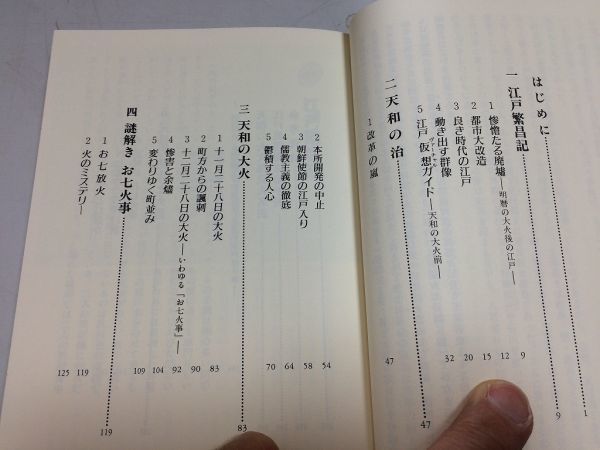 はじめに……1
一 江戸繁昌記……9
1 惨憺たる廃墟―明暦の大火後の江戸―……9
2 都市大改造……12
3 良き時代の江戸……15
4 動き出す群像……20
5 江戸仮想ガイド―天和の大火前―……32
二 天和の治……47
1 改革の嵐……47
2 本所開発の中止……54
3 朝鮮使節の江戸入り……58
4 儒教主義の徹底……64
5 鬱積する人心……70
三 天和の大火……83
1 十一月二八日の大火……83
2 町方からの諷刺……90
3 十二月二八日の大火―いわゆる「お七火事」―……92
4 惨害と余燼……104
5 変わりゆく町並み……109
四 謎解き お七火事……119
1 お七放火……119
2 火のミステリー……125